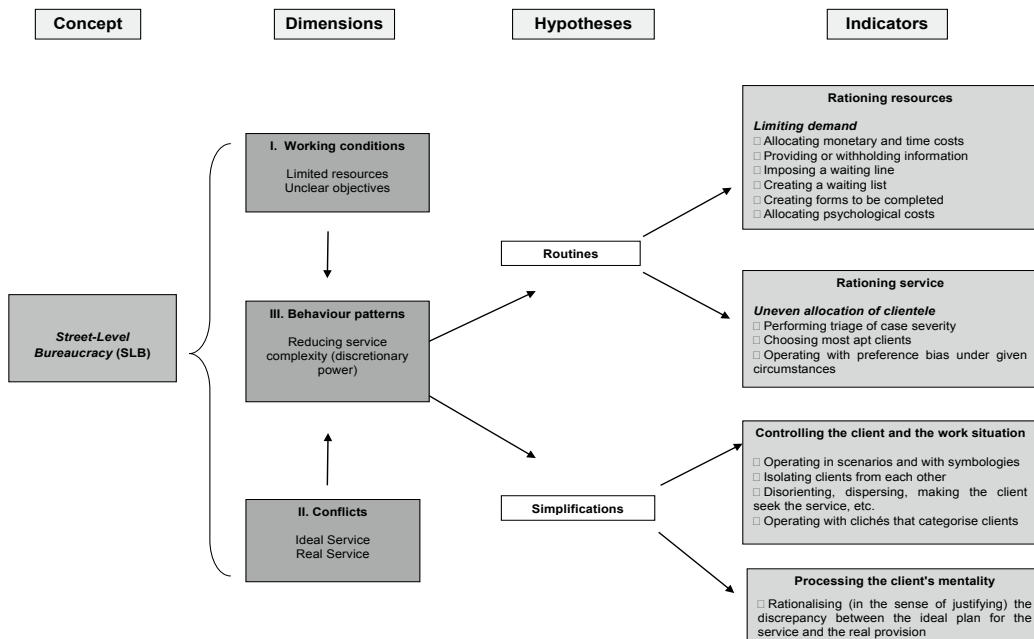 Concept
Dimensions
Hypotheses
Indicators
Street-Level
Bureaucracy (SLB)
I. Working conditions
Limited resources
Unclear objectives
III. Behaviour patterns
Reducing service
complexity (discretionary
power)
II. Conflicts
Ideal Service
Real Service
Routines
Simplifications
Rationing resources
Limiting demand
□ Allocating monetary and time costs
□ Providing or withholding information
□ Imposing a waiting line
□ Creating a waiting list
□ Creating forms to be completed
□ Allocating psychological costs
Rationing service
Uneven allocation of clientele
□ Performing triage of case severity
□ Choosing most apt clients
□ Operating with preference bias under given
circumstances
Controlling the client and the work situation
□ Operating in scenarios and with symbologies
□ Isolating clients from each other
□ Disorienting, dispersing, making the client
seek the service, etc.
□ Operating with clichés that categorise clients
Processing the client's mentality
□ Rationalising (in the sense of justifying) the
discrepancy between the ideal plan for the
service and the real provision